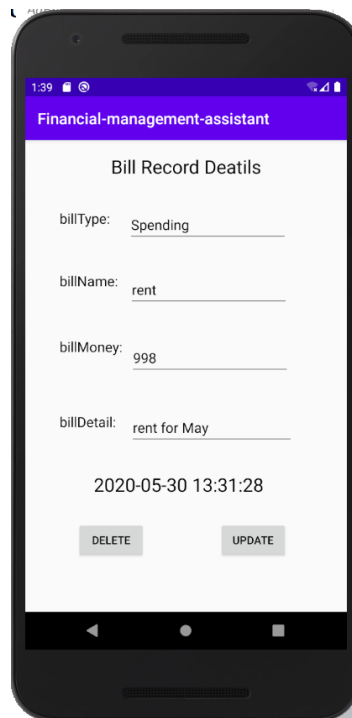 1:39
Financial-management-assistant
Bill Record Deatils
billType: Spending
billName: rent
billMoney: 998
billDetail: rent for May
2020-05-30 13:31:28
DELETE UPDATE